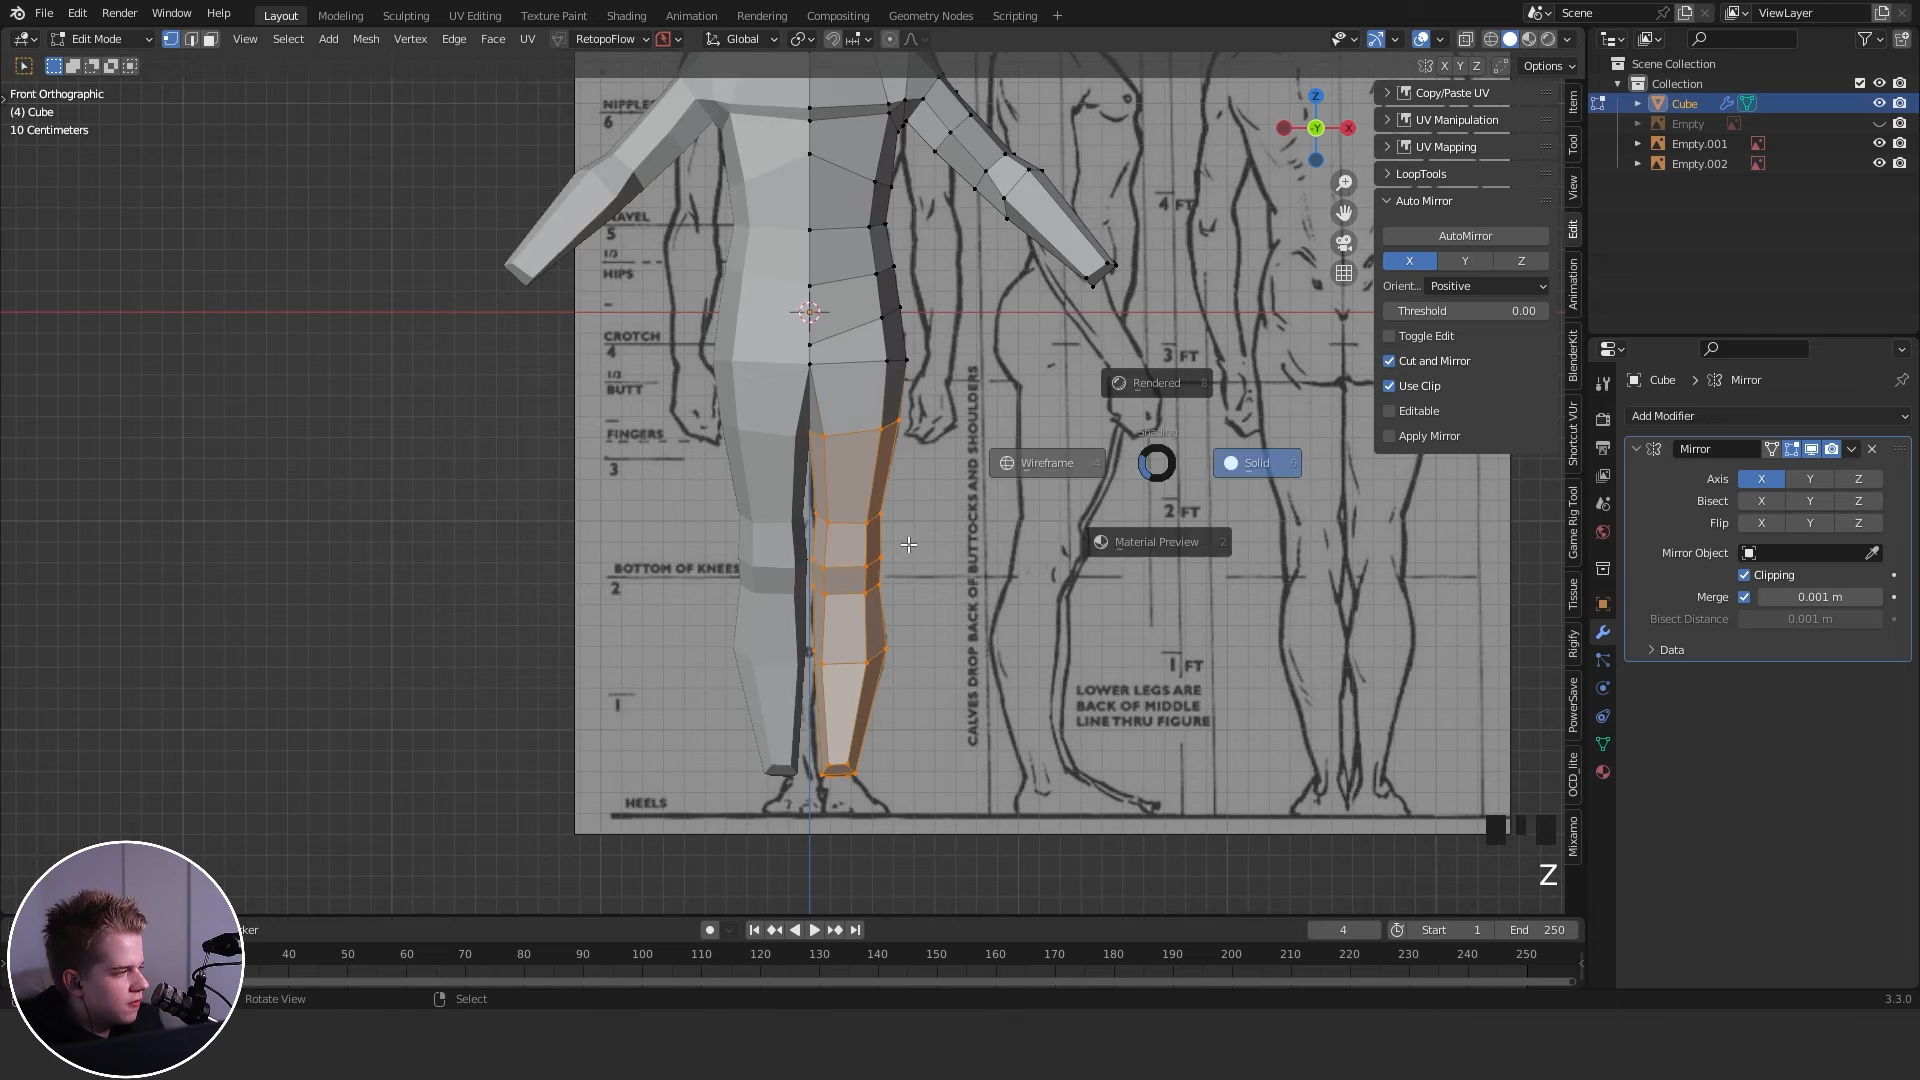 File Edit Render Window Help Layout Modeling Sculpting UV Editing Texture Paint Shading Animation Rendering Compositing Geometry Nodes Scripting + Scene ViewLayer
Edit Mode View Select Add Mesh Vertex Edge Face UV RetopoFlow Global
X Y Z Options
Front Orthographic
(4) Cube
10 Centimeters
NIPPLES
6
5
1/3
HIPS
CROTCH
4
1/3
BUTT
FINGERS
3
BOTTOM OF KNEES
2
1
HEELS
CALVES DROP BACK OF BUTTOCKS AND SHOULDERS
4 FT
3 FT
2 FT
1 FT
LOWER LEGS ARE
BACK OF MIDDLE
LINE THRU FIGURE
Rendered 8
Shading
Wireframe 4
Solid 6
Material Preview 2
Z
X
-Y
Copy/Paste UV
UV Manipulation
UV Mapping
LoopTools
Auto Mirror
AutoMirror
X Y Z
Orient... Positive
Threshold 0.00
Toggle Edit
Cut and Mirror
Use Clip
Editable
Apply Mirror
Item
Tool
View
Edit
Animation
BlenderKit
Shortcut VUr
Game Rig Tool
Tissue
Rigify
PowerSave
OCD_lite
Mixamo
Scene Collection
Collection
Cube
Empty
Empty.001
Empty.002
Cube Mirror
Add Modifier
Mirror
Axis X Y Z
Bisect X Y Z
Flip X Y Z
Mirror Object
Clipping
Merge 0.001 m
Bisect Distance 0.001 m
Data
Z
ker
4 Start 1 End 250
40 50 60 70 80 90 100 110 120 130 140 150 160 170 180 190 200 210 220 230 240 250
Rotate View Select 3.3.0